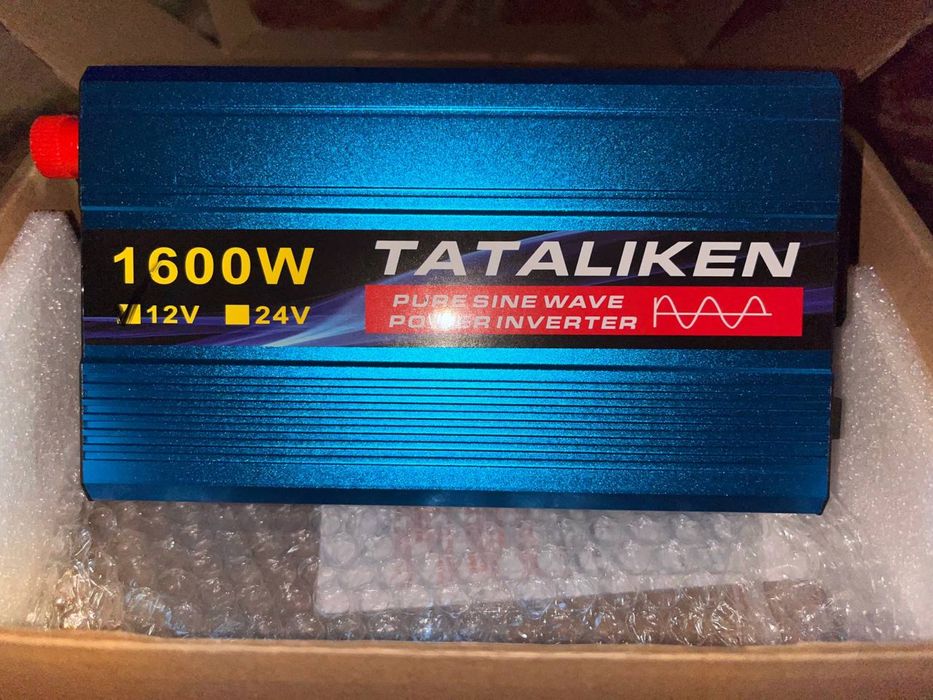 1600W
12V 24V
TATALIKEN
PURE SINE WAVE
POWER INVERTER